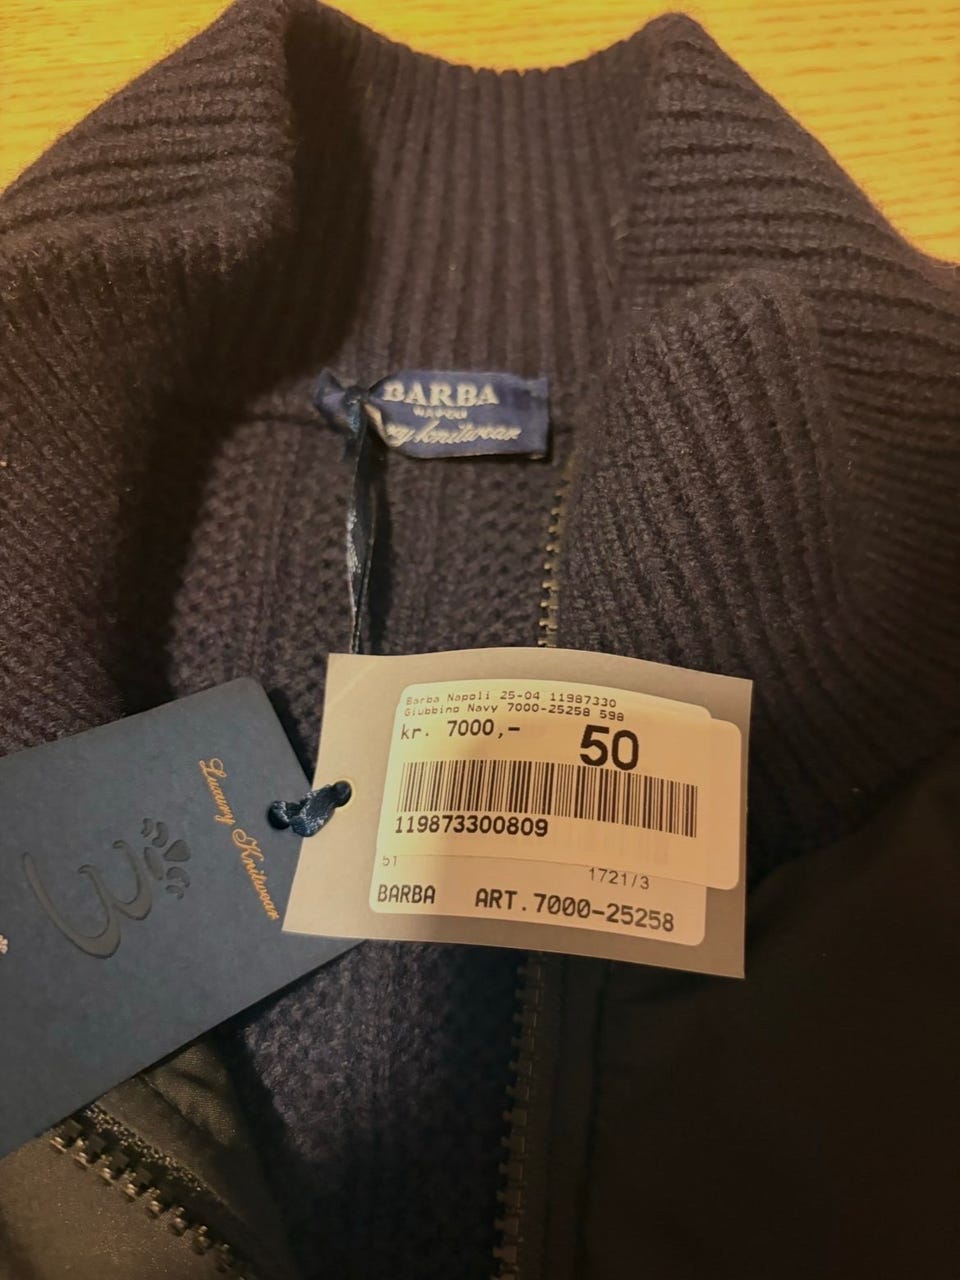 BARBA
NAPOLI
knitwear
Barba Napoli 25-04 11987330
Giubbino Navy 7000-25258 598
kr. 7000,-
50
119873300809
51
1721/3
BARBA ART.7000-25258
Luxury Knitwear